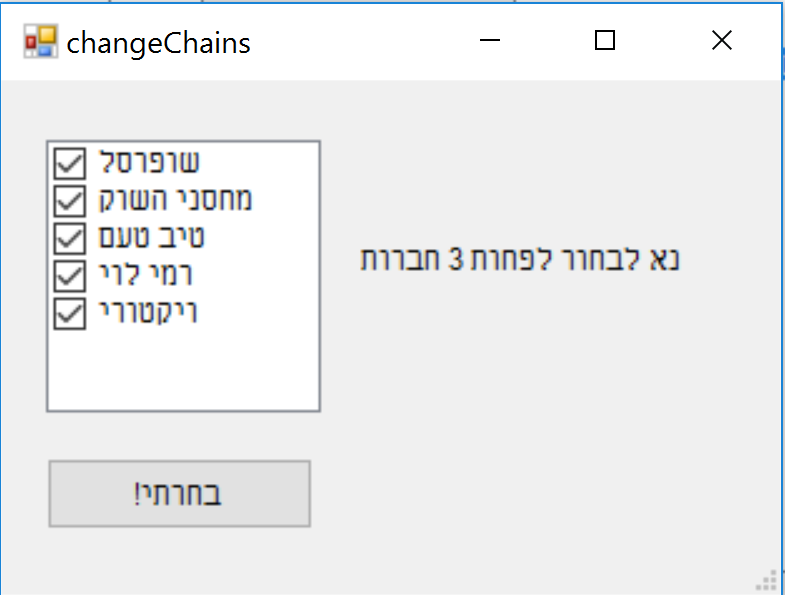 changeChains
שופרסל
מחסני השוק
טיב טעם
רמי לוי
ויקטורי
נא לבחור לפחות 3 חברות
בחרתי!